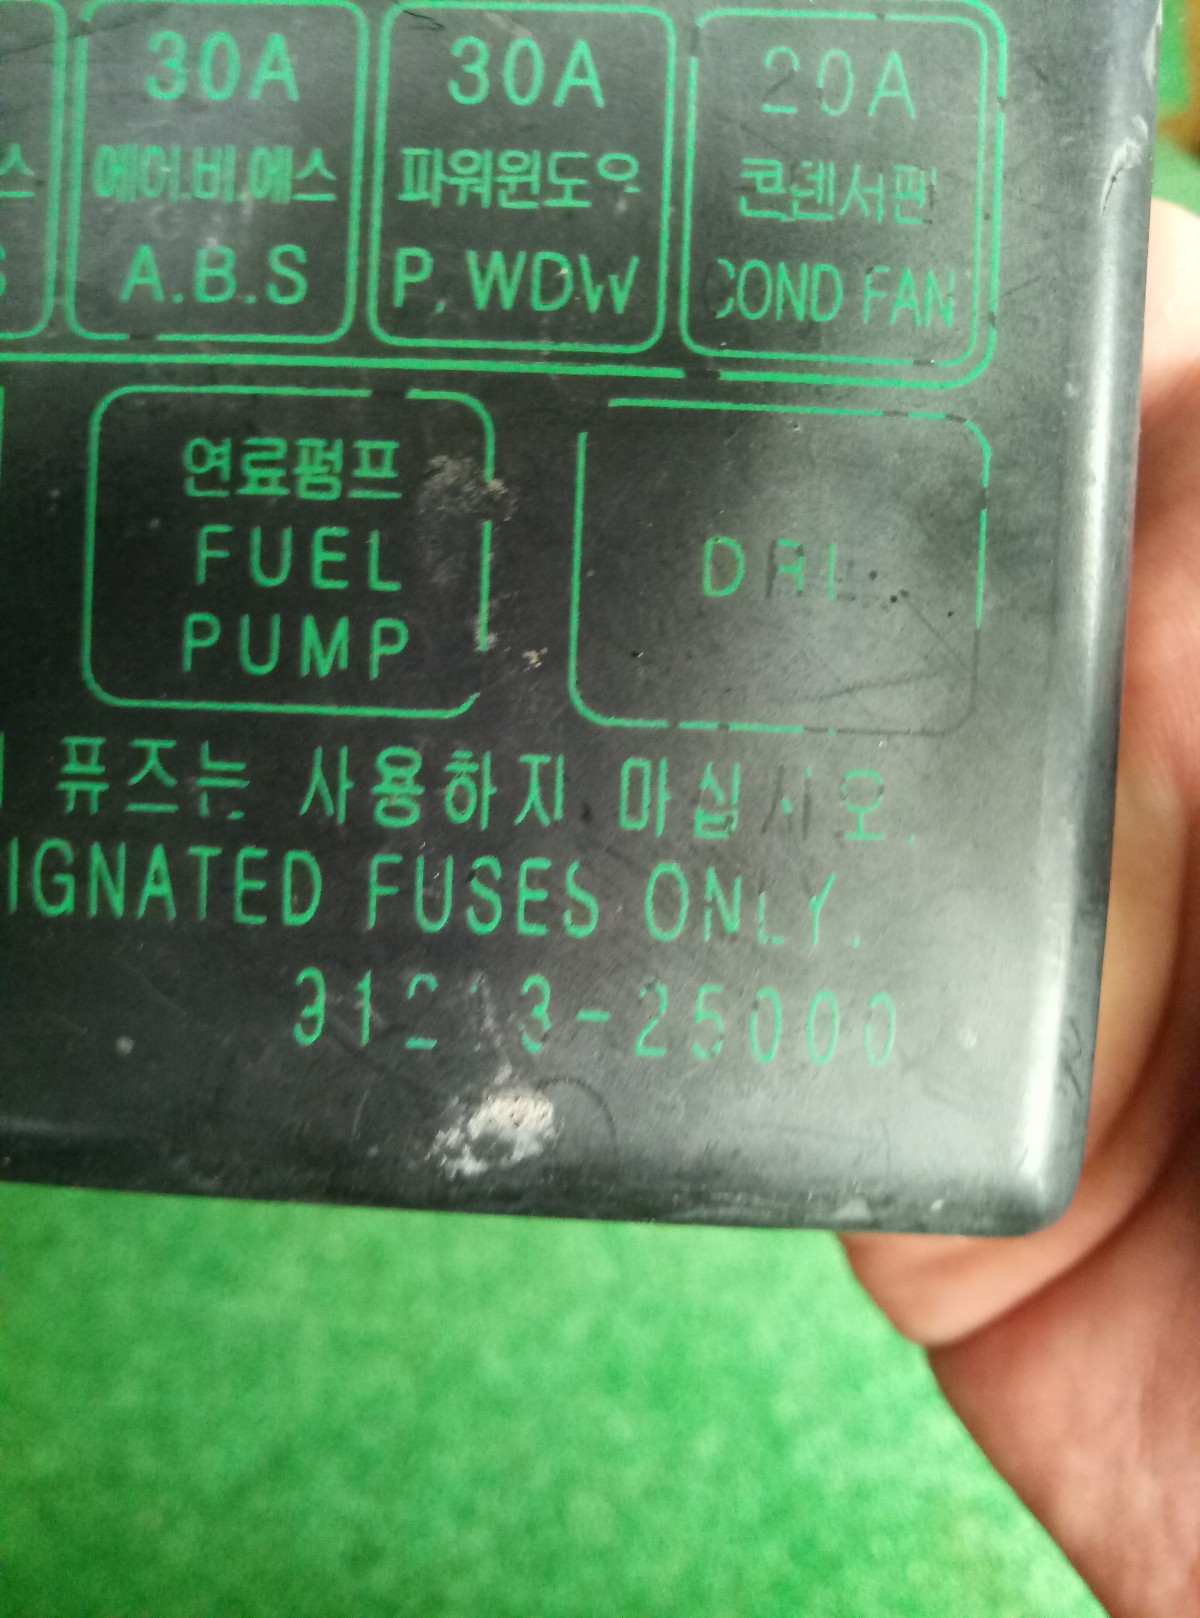 30A 30A 20A
스 에이.비.에스 파워윈도우 콘덴서팬
S A.B.S P.WDW COND FAN
연료펌프
FUEL
PUMP
DRL
퓨즈는 사용하지 마십시오.
IGNATED FUSES ONLY.